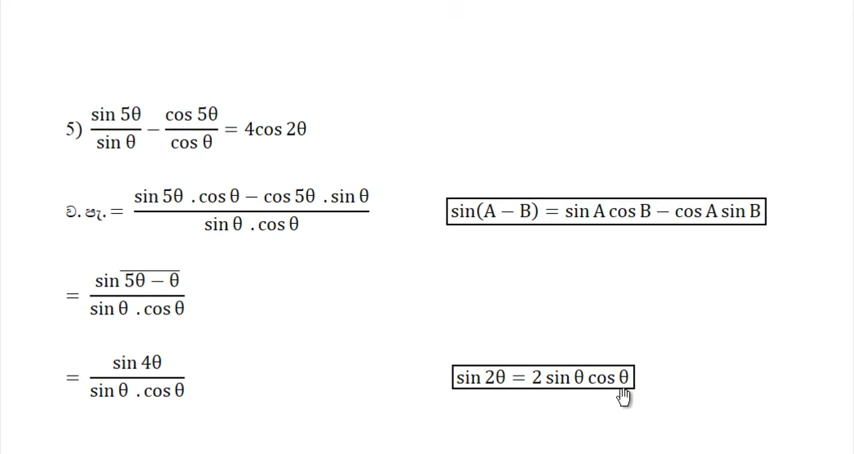 5) sin 5θ / sin θ − cos 5θ / cos θ = 4cos 2θ
ව. පැ. = sin 5θ . cos θ − cos 5θ . sin θ / sin θ . cos θ
sin(A − B) = sin A cos B − cos A sin B
= sin 5θ − θ / sin θ . cos θ
= sin 4θ / sin θ . cos θ
sin 2θ = 2 sin θ cos θ